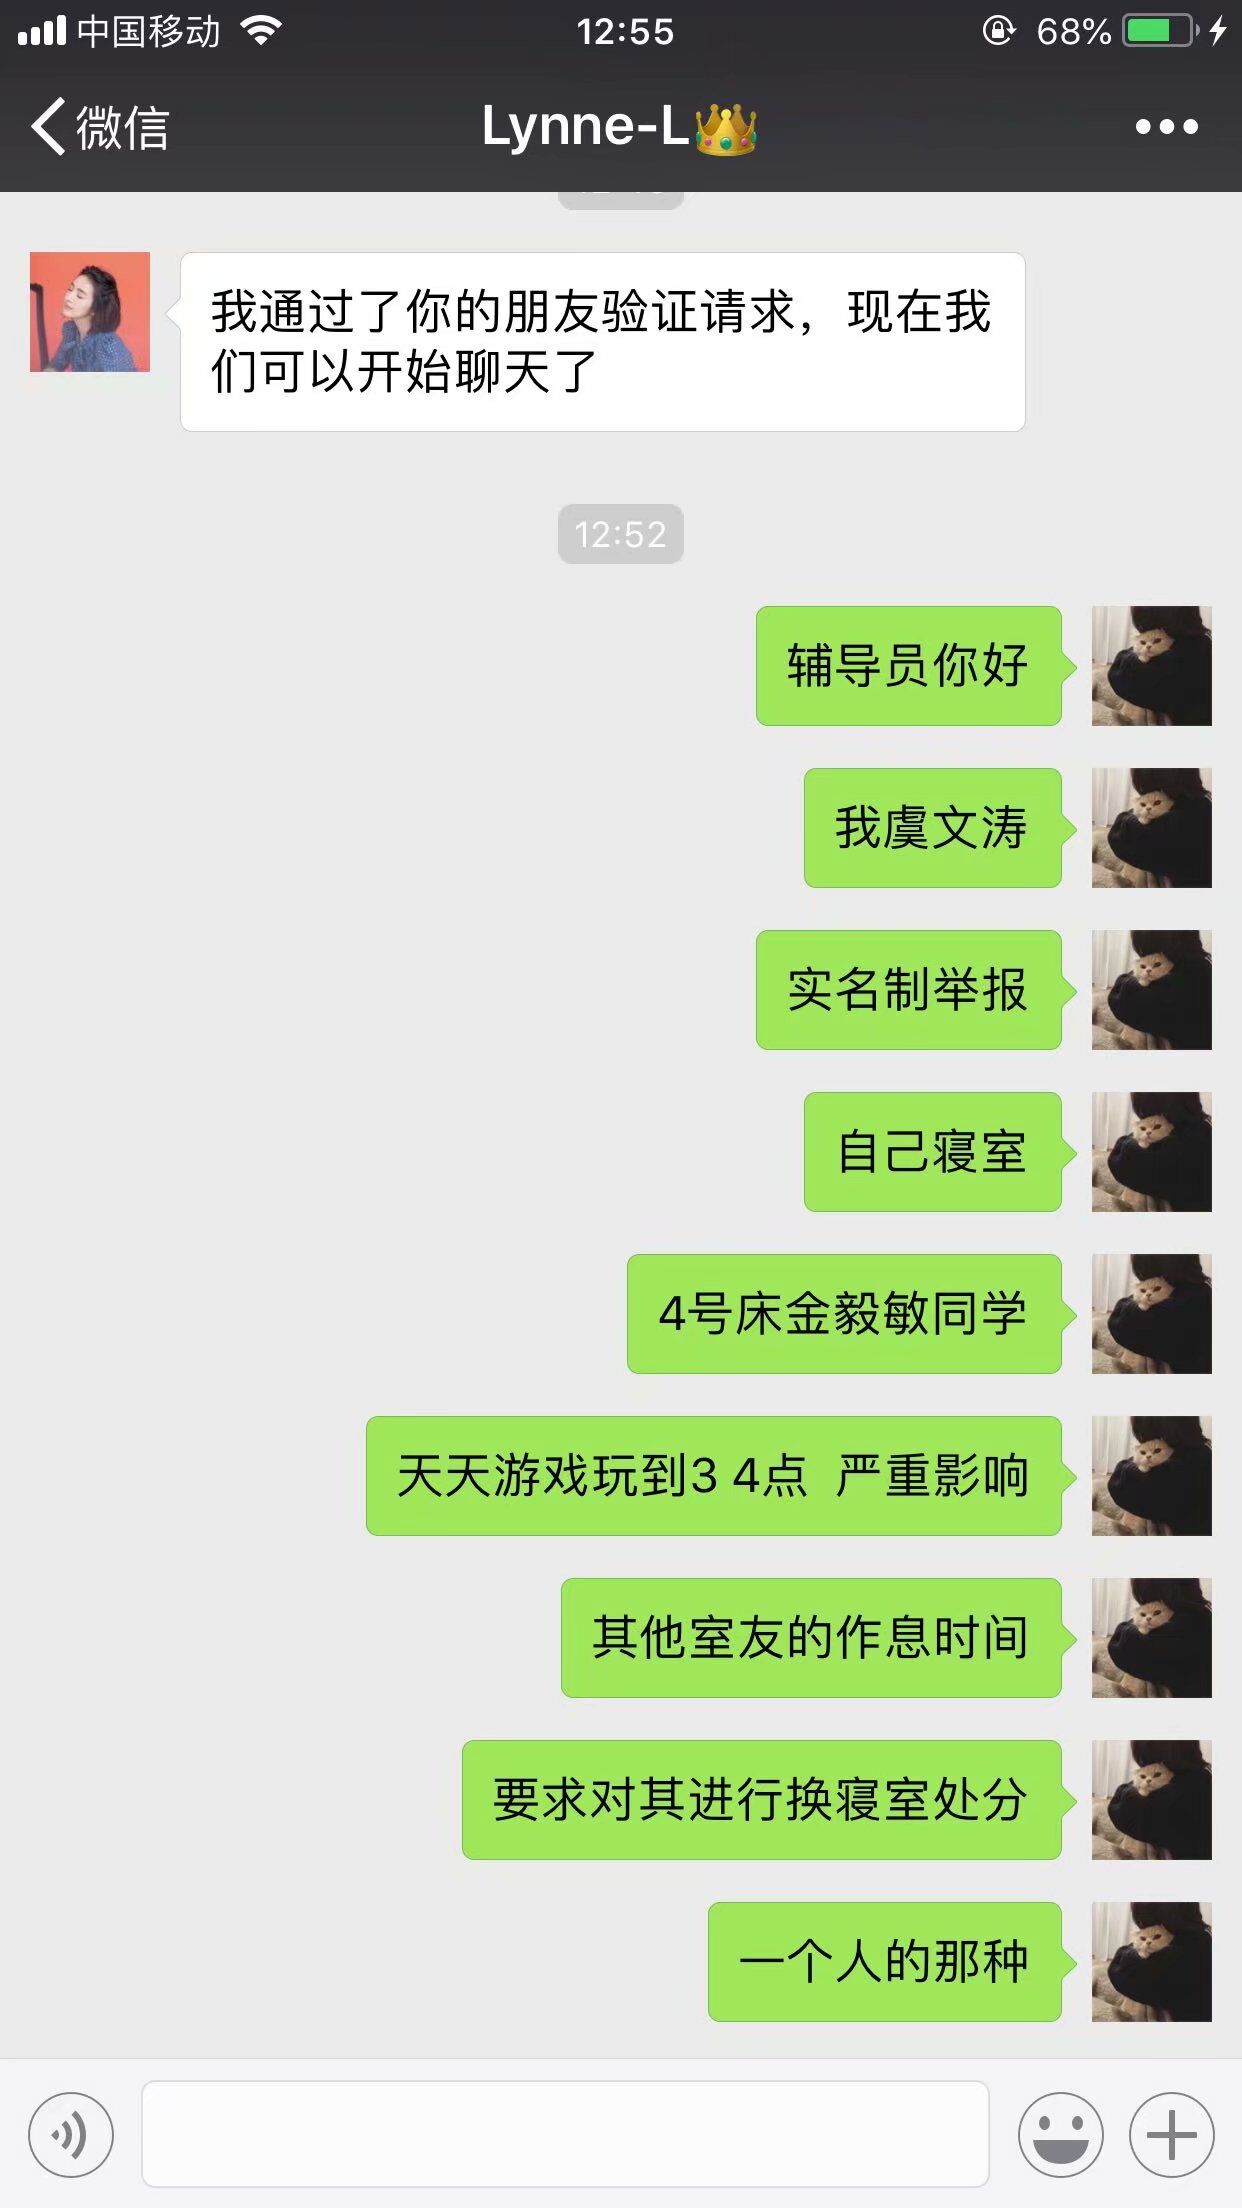 中国移动
12:55
68%
微信
Lynne-L
我通过了你的朋友验证请求，现在我
们可以开始聊天了
12:52
辅导员你好
我虞文涛
实名制举报
自己寝室
4号床金毅敏同学
天天游戏玩到3 4点 严重影响
其他室友的作息时间
要求对其进行换寝室处分
一个人的那种